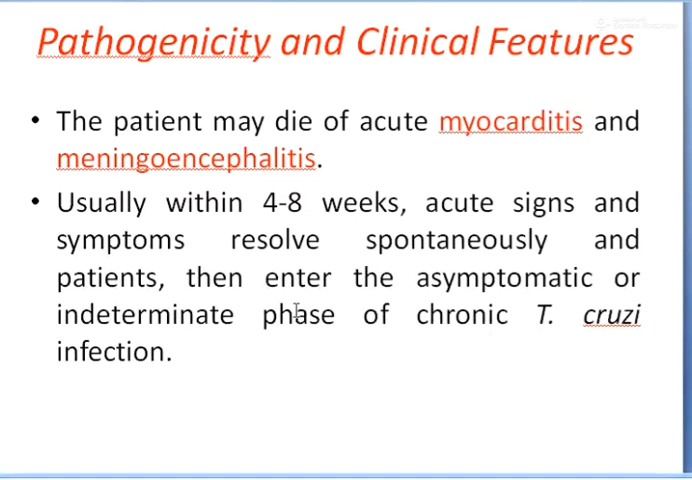 Pathogenicity and Clinical Features
• The patient may die of acute myocarditis and
meningoencephalitis.
• Usually within 4-8 weeks, acute signs and
symptoms resolve spontaneously and
patients, then enter the asymptomatic or
indeterminate phase of chronic T. cruzi
infection.